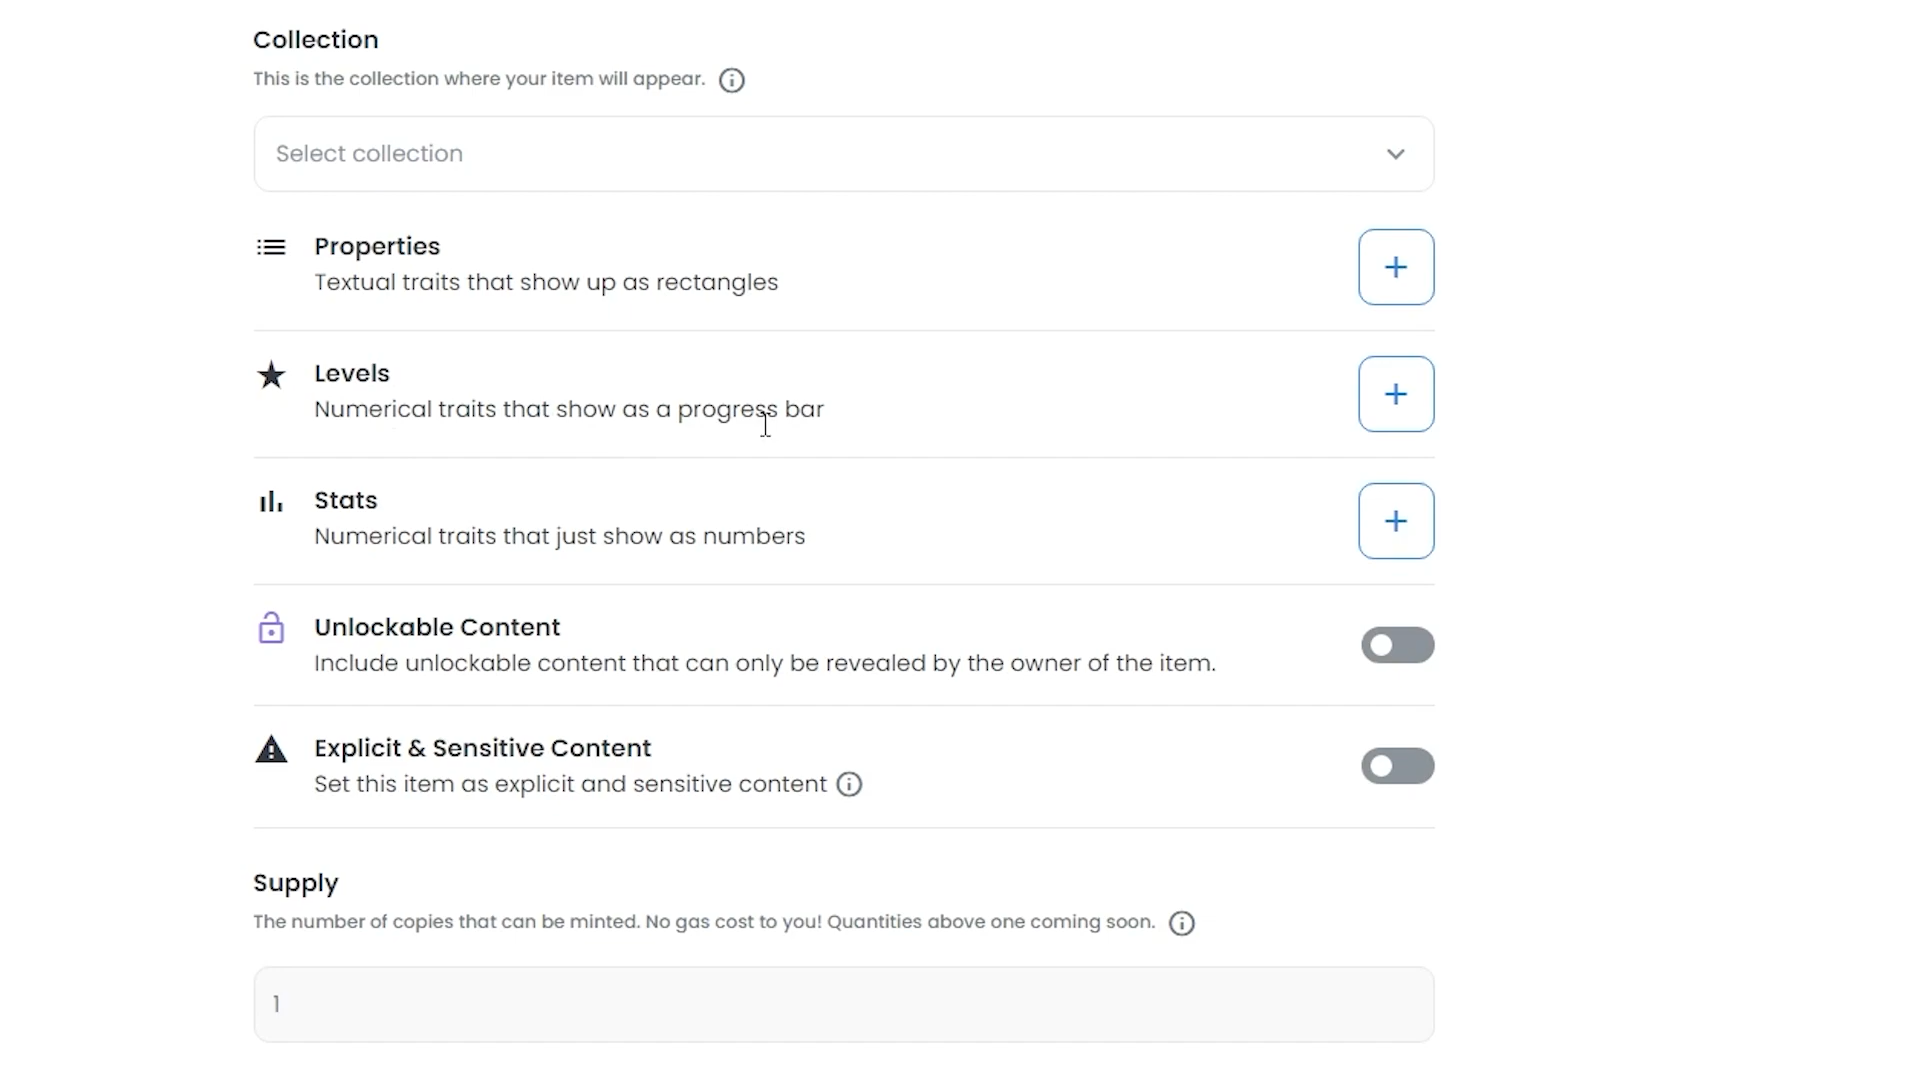 Collection
This is the collection where your item will appear.
Select collection
Properties
Textual traits that show up as rectangles
Levels
Numerical traits that show as a progress bar
Stats
Numerical traits that just show as numbers
Unlockable Content
Include unlockable content that can only be revealed by the owner of the item.
Explicit & Sensitive Content
Set this item as explicit and sensitive content
Supply
The number of copies that can be minted. No gas cost to you! Quantities above one coming soon.
1